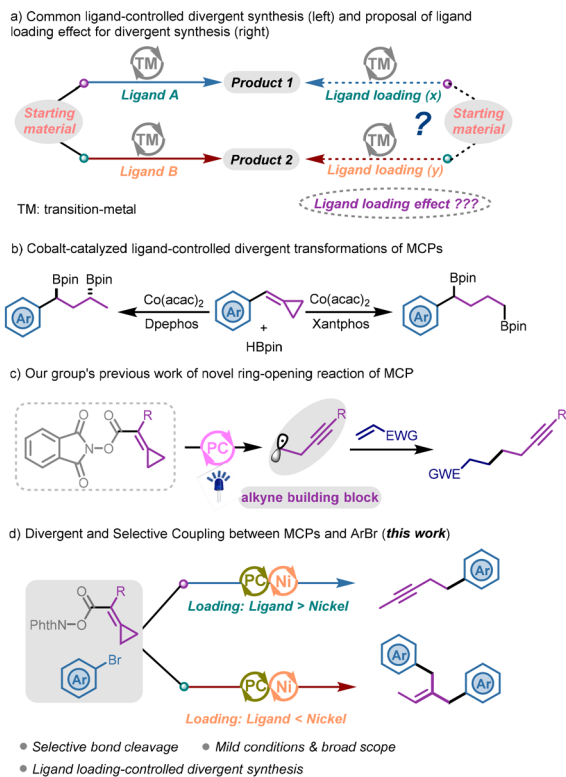 a) Common ligand-controlled divergent synthesis (left) and proposal of ligand
loading effect for divergent synthesis (right)
TM
TM
Ligand A
Product 1
Ligand loading (x)
Starting
material
TM
?
TM
Starting
material
Ligand B
Product 2
Ligand loading (y)
Ligand loading effect ???
TM: transition-metal
b) Cobalt-catalyzed ligand-controlled divergent transformations of MCPs
Bpin Bpin
Ar
Co(acac)2
Dpephos
Ar
+
HBpin
Co(acac)2
Xantphos
Bpin
Ar
Bpin
c) Our group's previous work of novel ring-opening reaction of MCP
O
N
O
O
O
R
PC
R
alkyne building block
EWG
GWE
R
d) Divergent and Selective Coupling between MCPs and ArBr (this work)
O
R
PhthN
O
Br
Ar
PC Ni
Loading: Ligand > Nickel
Ar
PC Ni
Loading: Ligand < Nickel
Ar
Ar
Selective bond cleavage
Mild conditions & broad scope
Ligand loading-controlled divergent synthesis